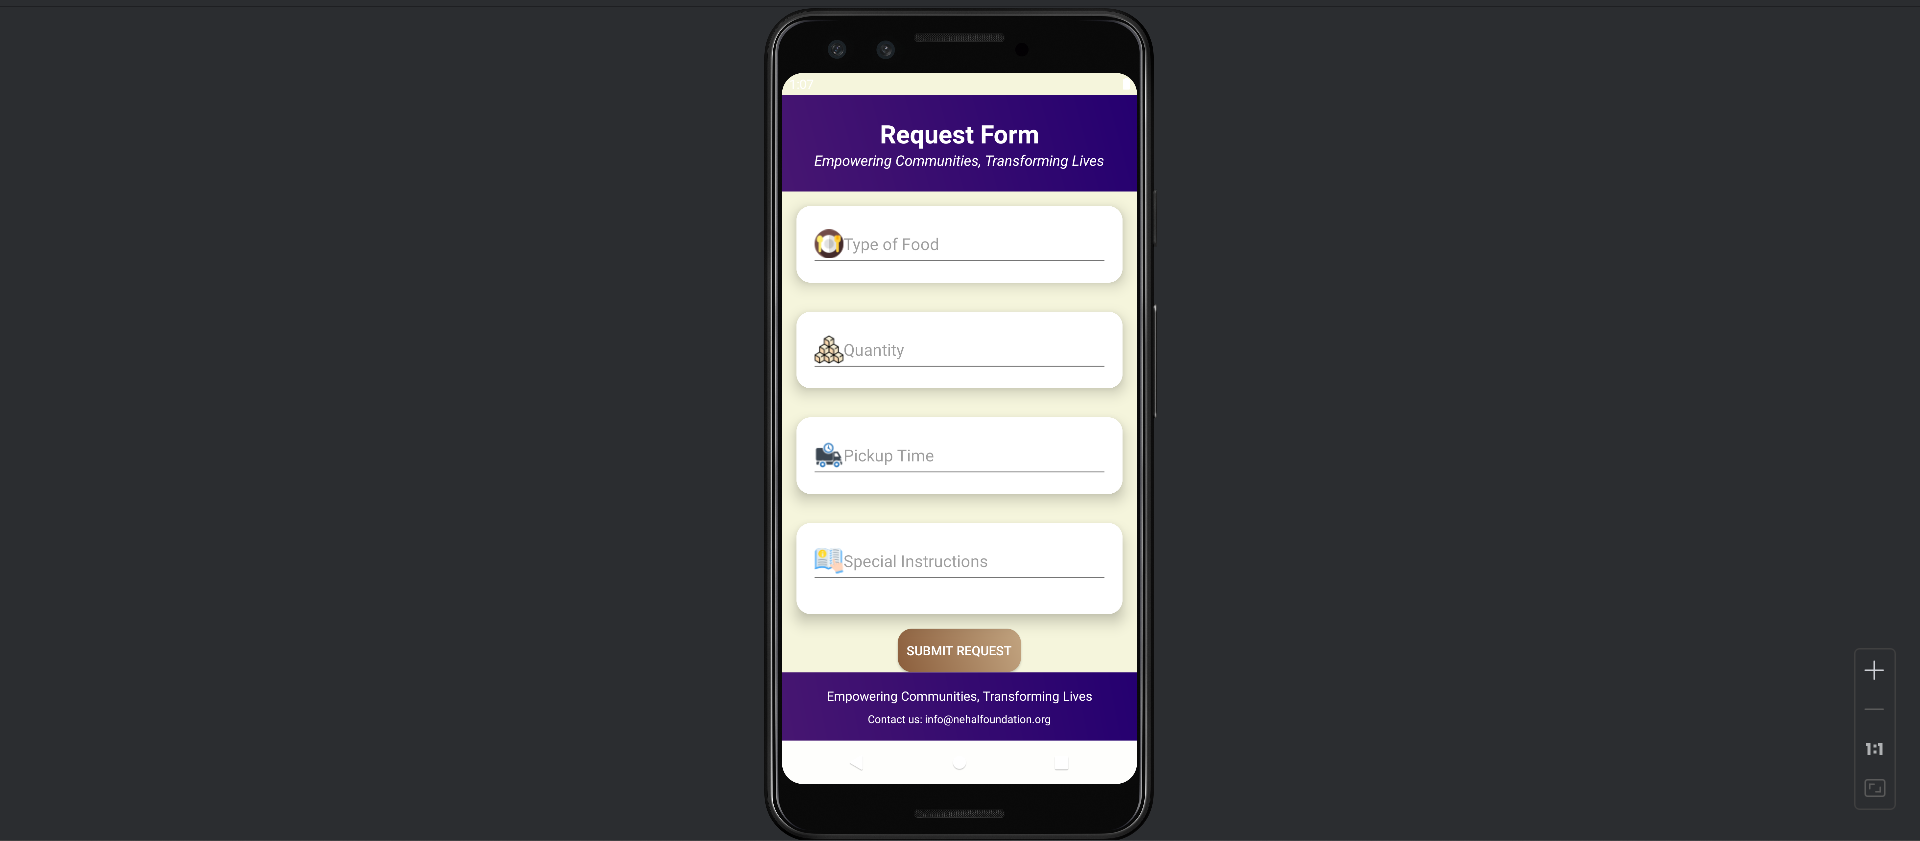 Request Form
Empowering Communities, Transforming Lives
Type of Food
Quantity
Pickup Time
Special Instructions
SUBMIT REQUEST
Empowering Communities, Transforming Lives
Contact us: info@nehalfoundation.org
1:1